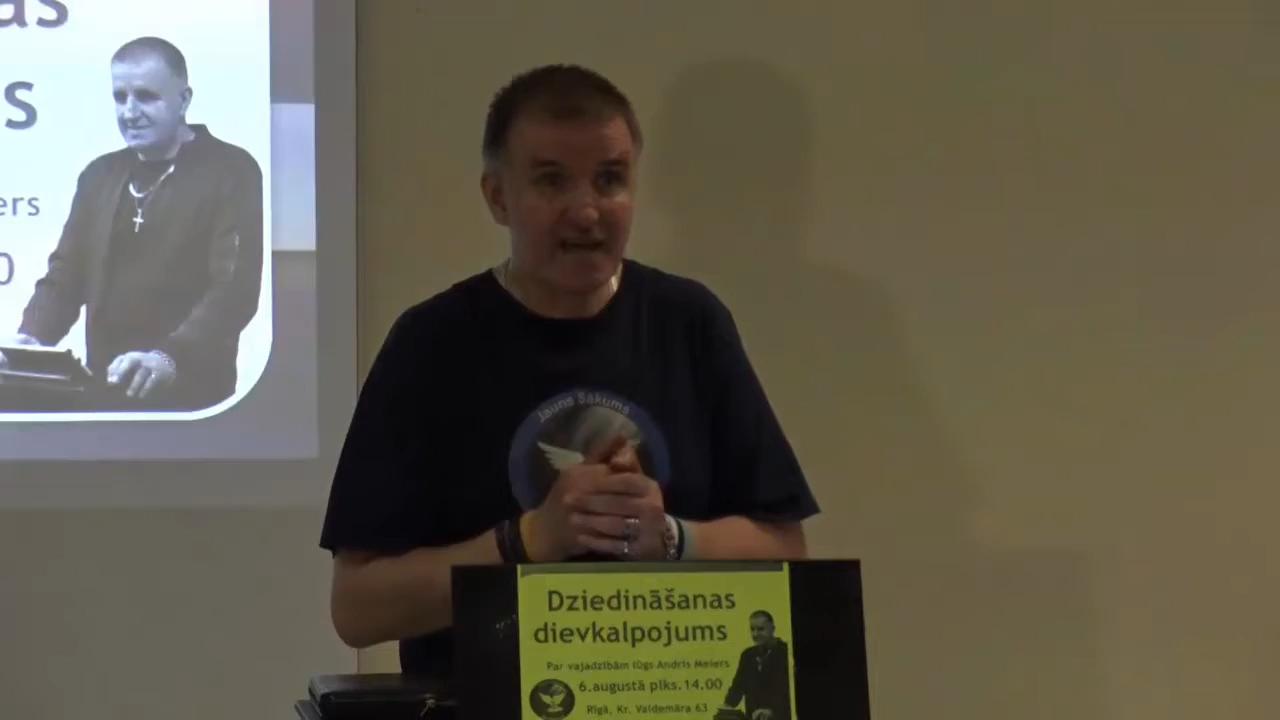 as
s
ers
0
Jauns Sākums
Dziedināšanas
dievkalpojums
Par vajadzībām lūgs Andris Meiers
6.augustā plks.14.00
Rīgā, Kr. Valdemāra 63